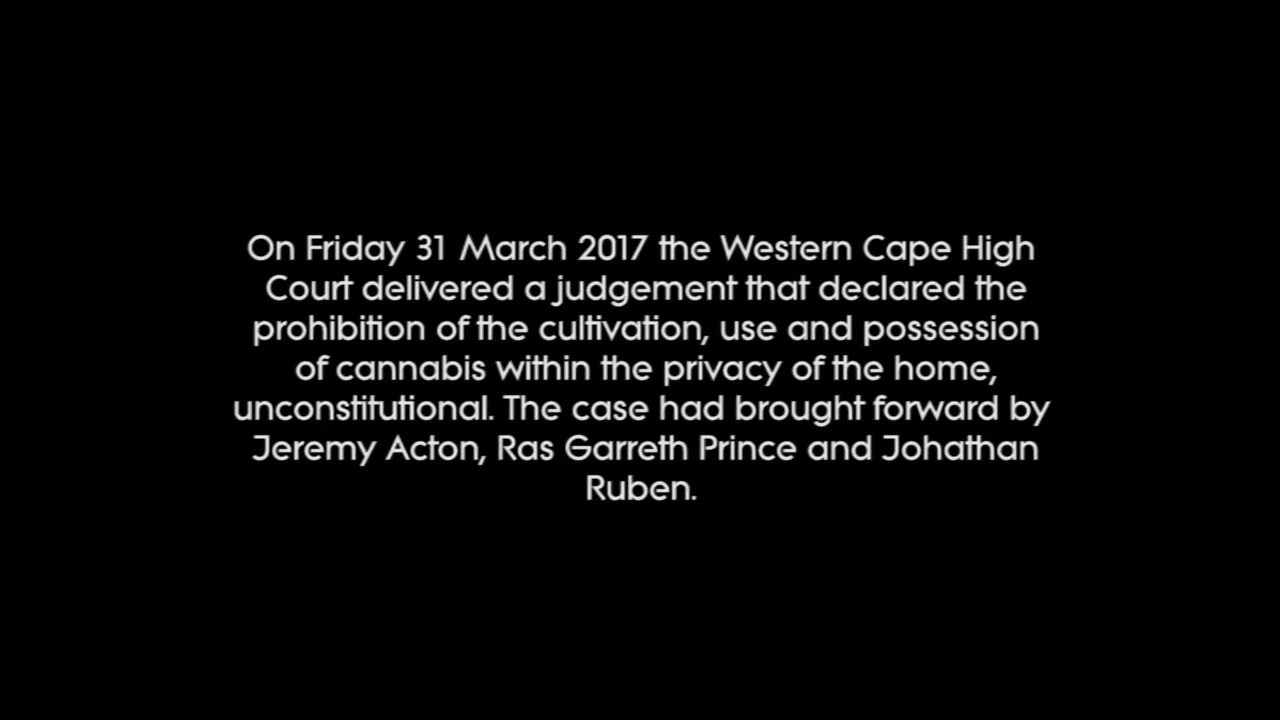 On Friday 31 March 2017 the Western Cape High
Court delivered a judgement that declared the
prohibition of the cultivation, use and possession
of cannabis within the privacy of the home,
unconstitutional. The case had brought forward by
Jeremy Acton, Ras Garreth Prince and Johathan
Ruben.